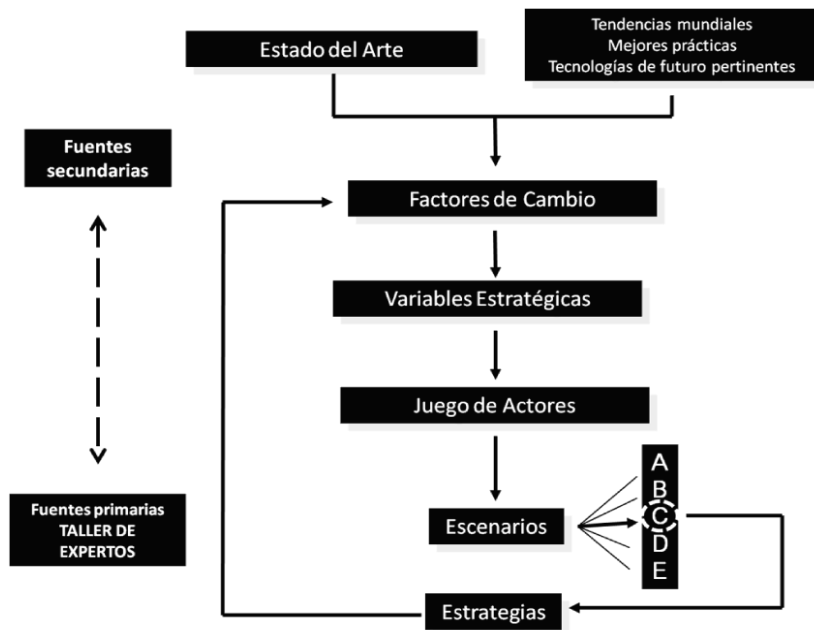 Estado del Arte
Tendencias mundiales
Mejores prácticas
Tecnologías de futuro pertinentes
Fuentes
secundarias
Factores de Cambio
Variables Estratégicas
Juego de Actores
Fuentes primarias
TALLER DE
EXPERTOS
Escenarios
A
B
C
D
E
Estrategias